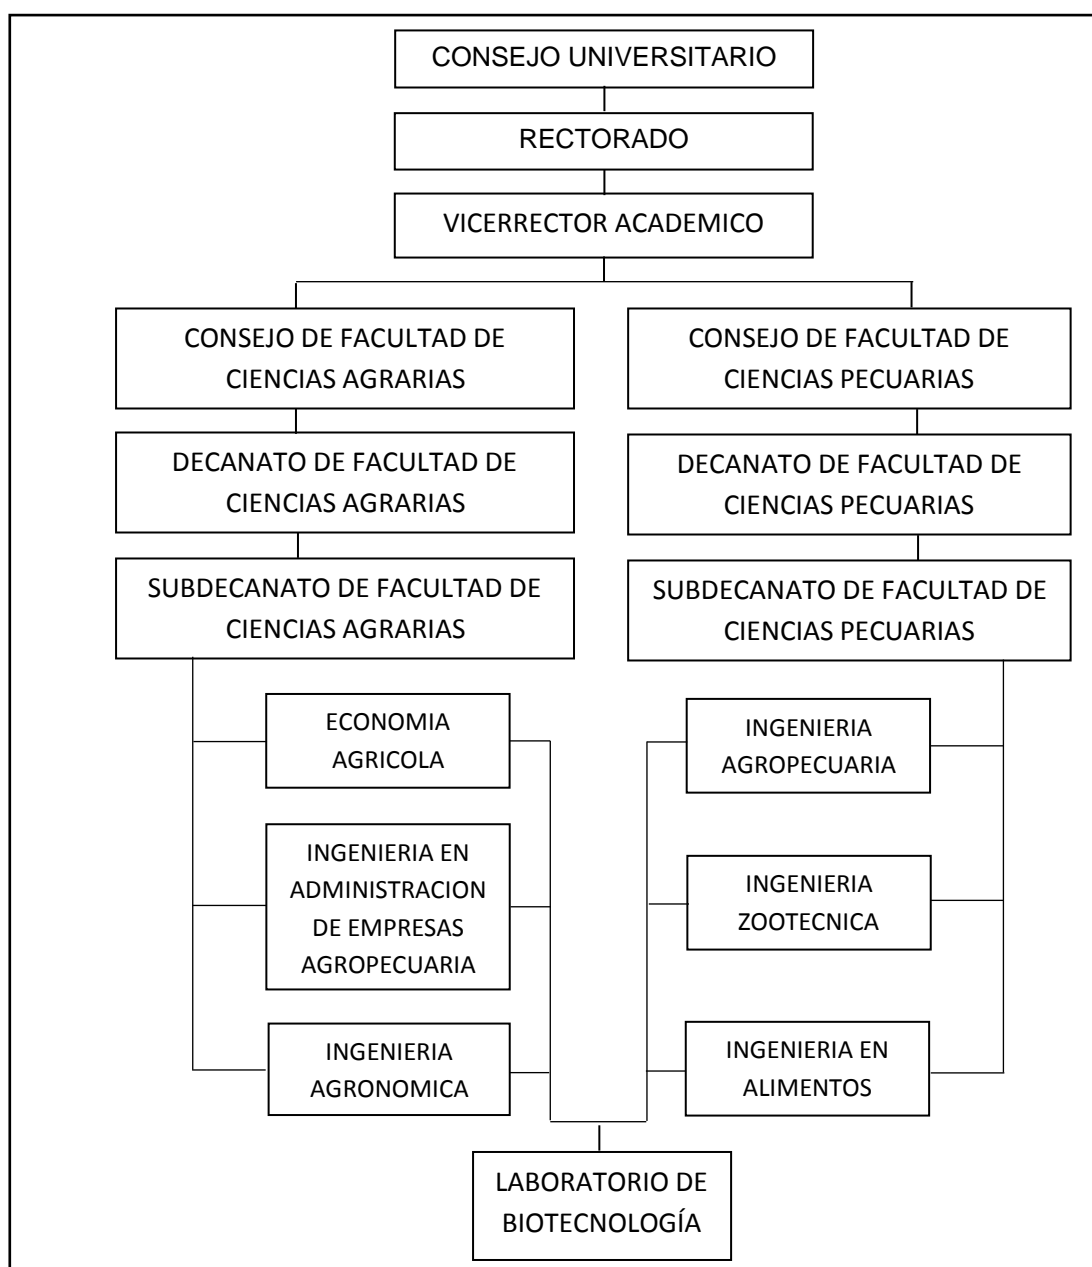 CONSEJO UNIVERSITARIO
RECTORADO
VICERRECTOR ACADEMICO
CONSEJO DE FACULTAD DE
CIENCIAS AGRARIAS
CONSEJO DE FACULTAD DE
CIENCIAS PECUARIAS
DECANATO DE FACULTAD DE
CIENCIAS AGRARIAS
DECANATO DE FACULTAD DE
CIENCIAS PECUARIAS
SUBDECANATO DE FACULTAD DE
CIENCIAS AGRARIAS
SUBDECANATO DE FACULTAD DE
CIENCIAS PECUARIAS
ECONOMIA
AGRICOLA
INGENIERIA
AGROPECUARIA
INGENIERIA EN
ADMINISTRACION
DE EMPRESAS
AGROPECUARIA
INGENIERIA
ZOOTECNICA
INGENIERIA
AGRONOMICA
INGENIERIA EN
ALIMENTOS
LABORATORIO DE
BIOTECNOLOGÍA